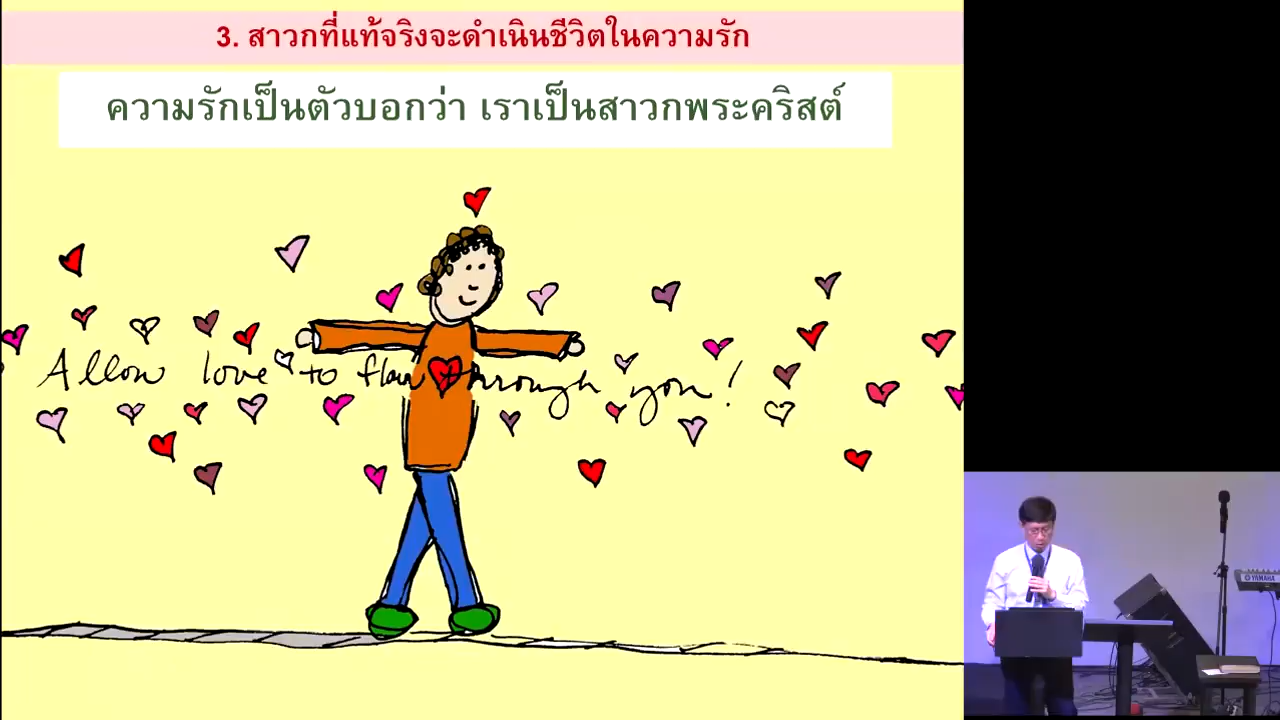 3. สาวกที่แท้จริงจะดำเนินชีวิตในความรัก
ความรักเป็นตัวบอกว่า เราเป็นสาวกพระคริสต์
Allow love to flow through you!
YAMAHA